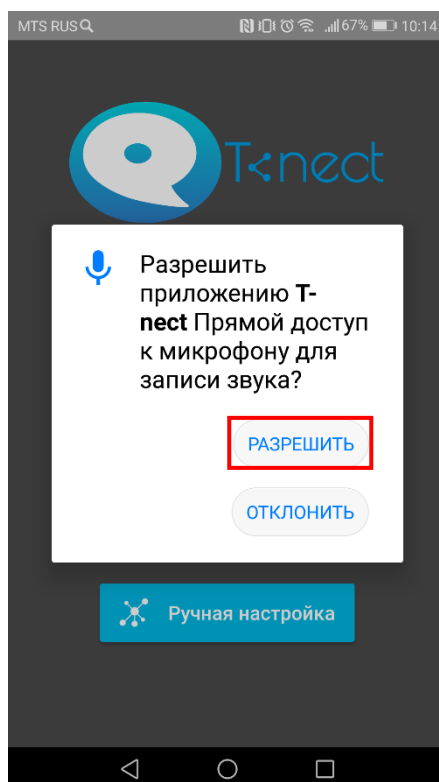 MTS RUS 67% 10:14
T-nect
Разрешить
приложению T-
nect Прямой доступ
к микрофону для
записи звука?
РАЗРЕШИТЬ
ОТКЛОНИТЬ
Ручная настройка